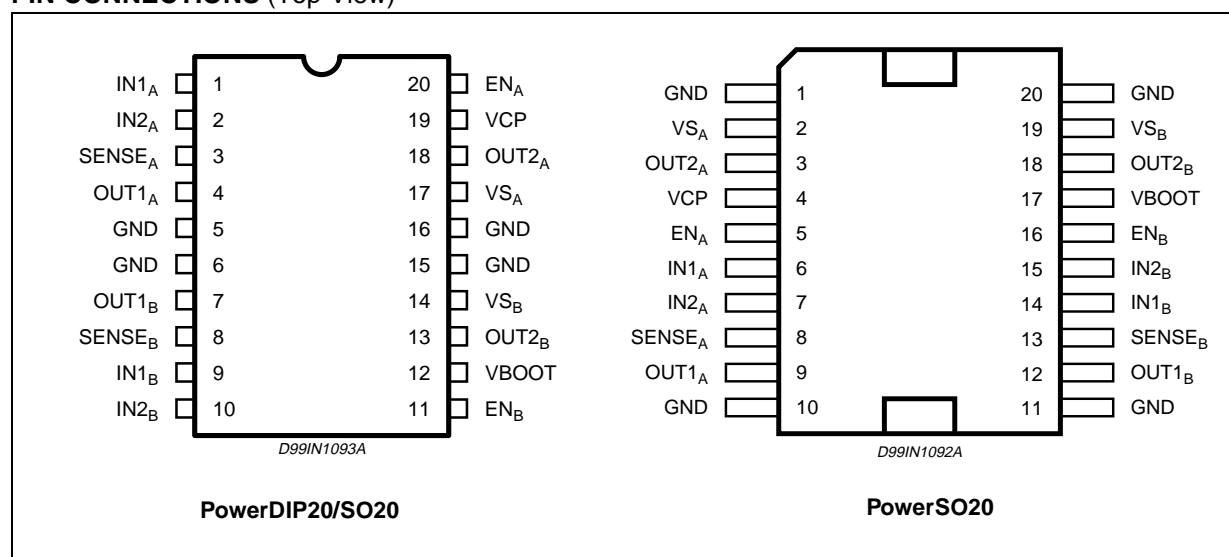 PIN CONNECTIONS (Top View)
IN1A 1 20 ENA
IN2A 2 19 VCP
SENSEA 3 18 OUT2A
OUT1A 4 17 VSA
GND 5 16 GND
GND 6 15 GND
OUT1B 7 14 VSB
SENSEB 8 13 OUT2B
IN1B 9 12 VBOOT
IN2B 10 11 ENB
D99IN1093A
PowerDIP20/SO20
GND 1 20 GND
VSA 2 19 VSB
OUT2A 3 18 OUT2B
VCP 4 17 VBOOT
ENA 5 16 ENB
IN1A 6 15 IN2B
IN2A 7 14 IN1B
SENSEA 8 13 SENSEB
OUT1A 9 12 OUT1B
GND 10 11 GND
D99IN1092A
PowerSO20